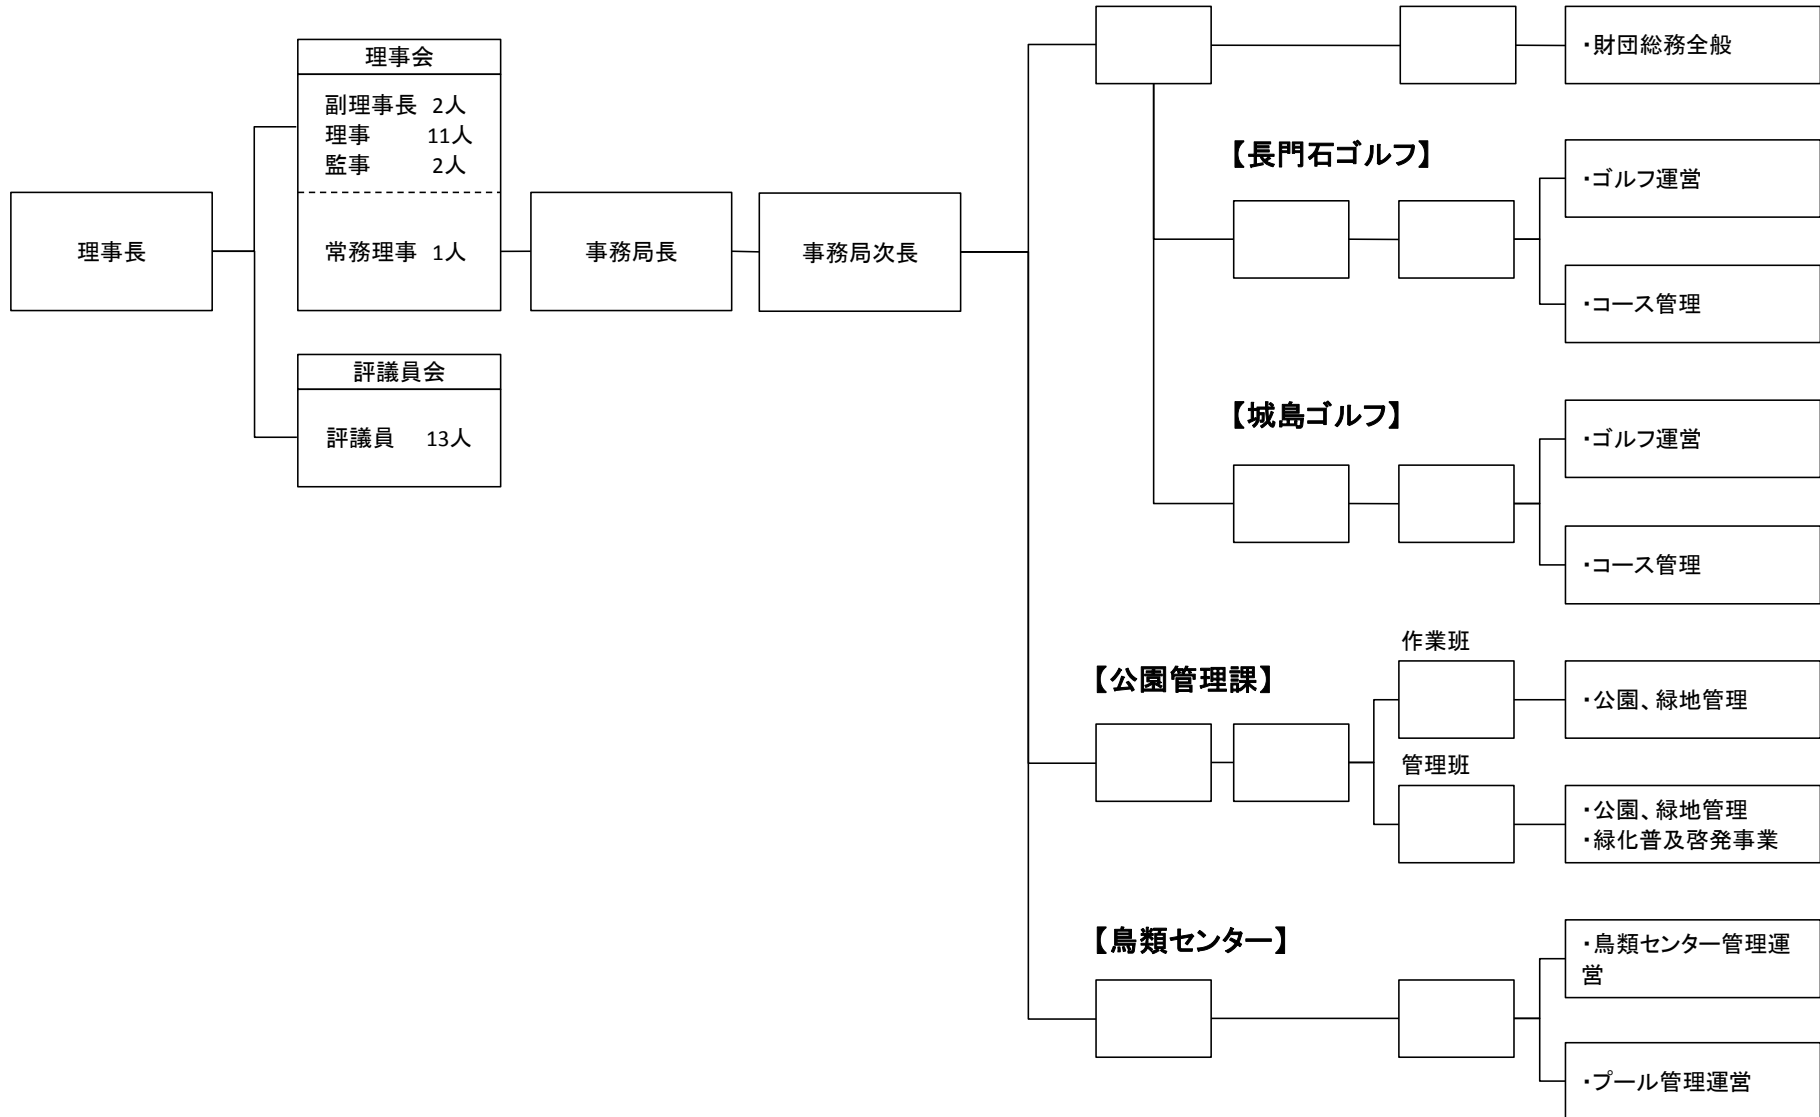 理事長
理事会
副理事長 2人
理事 11人
監事 2人
常務理事 1人
評議員会
評議員 13人
事務局長
事務局次長
・財団総務全般
【長門石ゴルフ】
・ゴルフ運営
・コース管理
【城島ゴルフ】
・ゴルフ運営
・コース管理
【公園管理課】
作業班
・公園、緑地管理
管理班
・公園、緑地管理
・緑化普及啓発事業
【鳥類センター】
・鳥類センター管理運
営
・プール管理運営